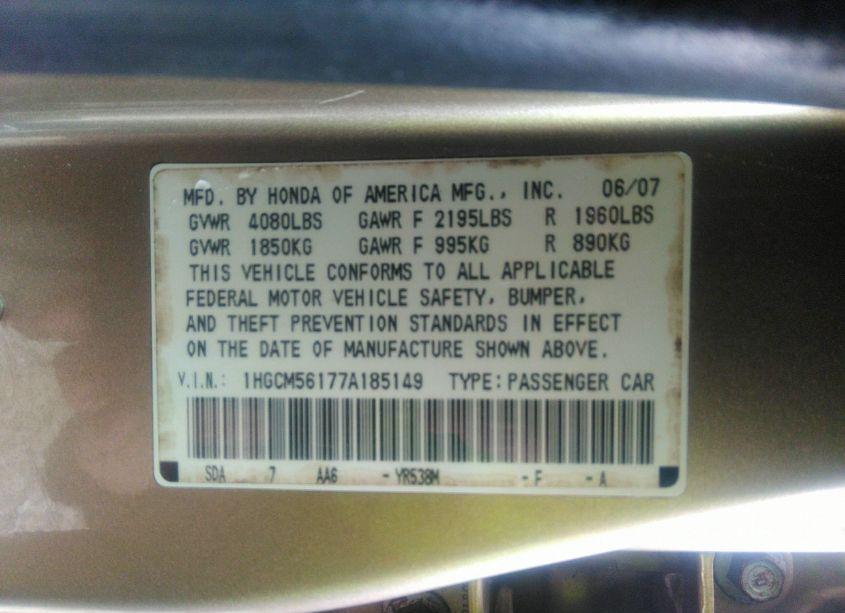 MFD. BY HONDA OF AMERICA MFG., INC. 06/07
GVWR 4080LBS GAWR F 2195LBS R 1960LBS
GVWR 1850KG GAWR F 995KG R 890KG
THIS VEHICLE CONFORMS TO ALL APPLICABLE
FEDERAL MOTOR VEHICLE SAFETY, BUMPER,
AND THEFT PREVENTION STANDARDS IN EFFECT
ON THE DATE OF MANUFACTURE SHOWN ABOVE.
V.I.N.: 1HGCM56177A185149 TYPE: PASSENGER CAR
SDA 7 AA6 - YR538M - F - A